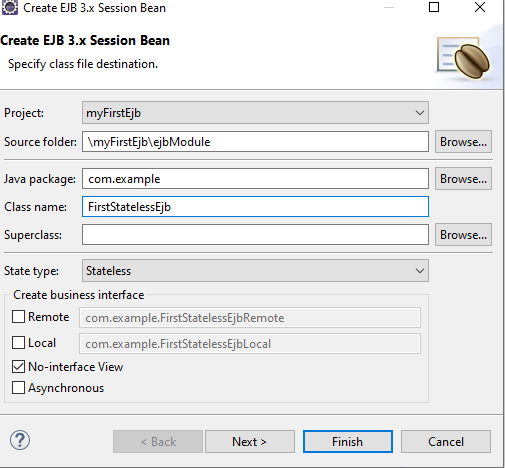 Create EJB 3.x Session Bean
Create EJB 3.x Session Bean
Specify class file destination.
Project: myFirstEjb
Source folder: \myFirstEjb\ejbModule Browse...
Java package: com.example Browse...
Class name: FirstStatelessEjb
Superclass: Browse...
State type: Stateless
Create business interface
Remote com.example.FirstStatelessEjbRemote
Local com.example.FirstStatelessEjbLocal
No-interface View
Asynchronous
? < Back Next > Finish Cancel